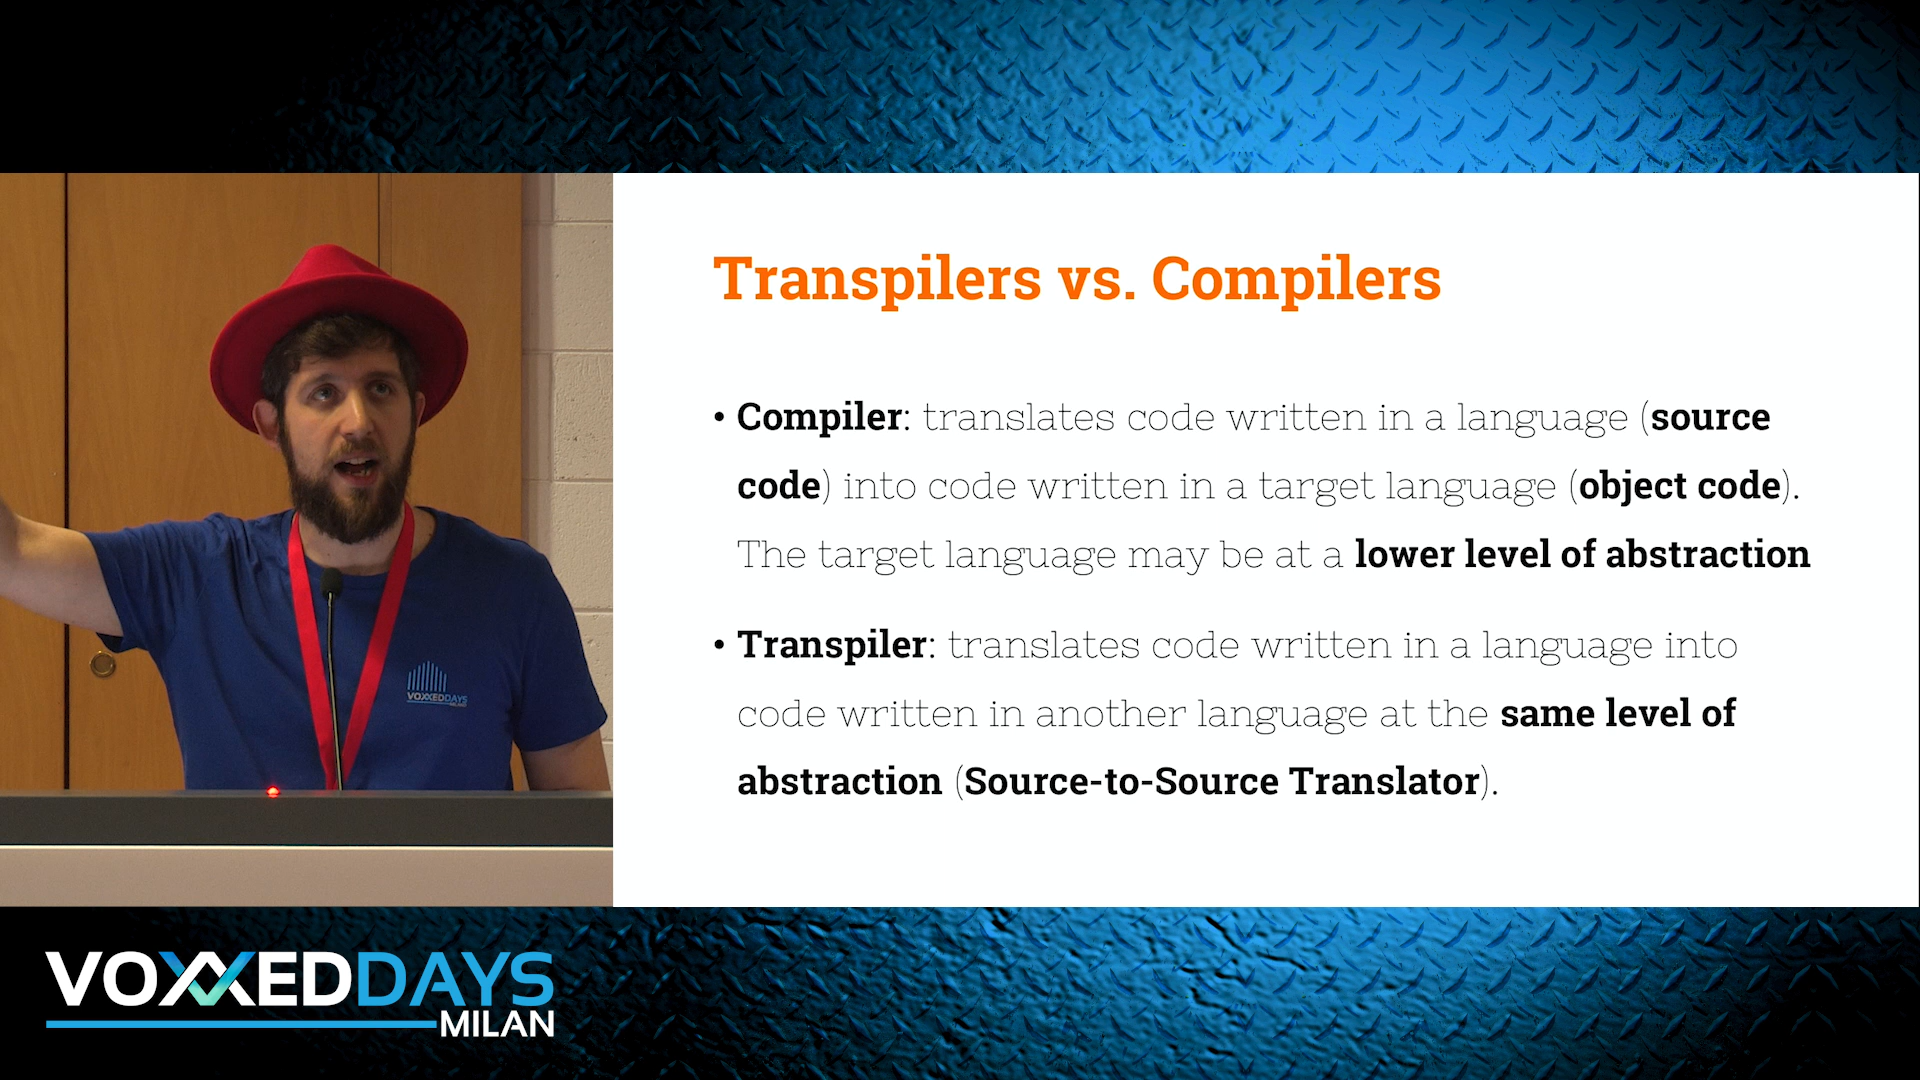 Transpilers vs. Compilers
• Compiler: translates code written in a language (source
code) into code written in a target language (object code).
The target language may be at a lower level of abstraction
• Transpiler: translates code written in a language into
code written in another language at the same level of
abstraction (Source-to-Source Translator).
VOXXEDDAYS
VOXXEDDAYS
MILAN